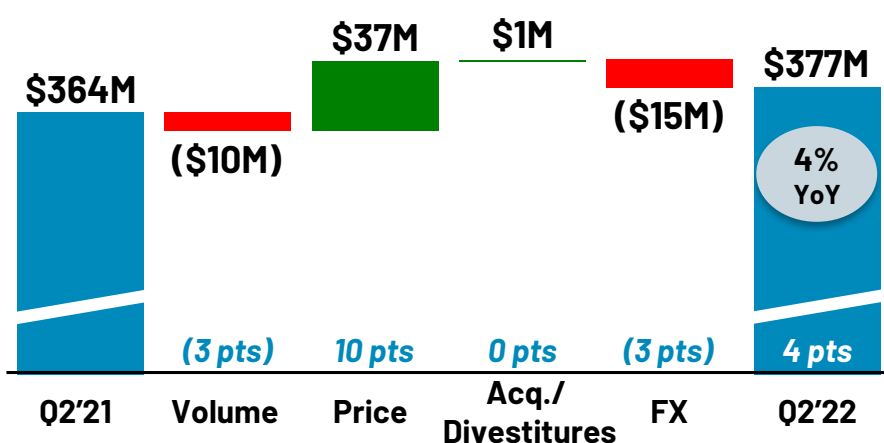 $364M
($10M)
$37M
$1M
($15M)
$377M
4%
YoY
(3 pts)
10 pts
0 pts
(3 pts)
4 pts
Q2’21
Volume
Price
Acq./
Divestitures
FX
Q2’22